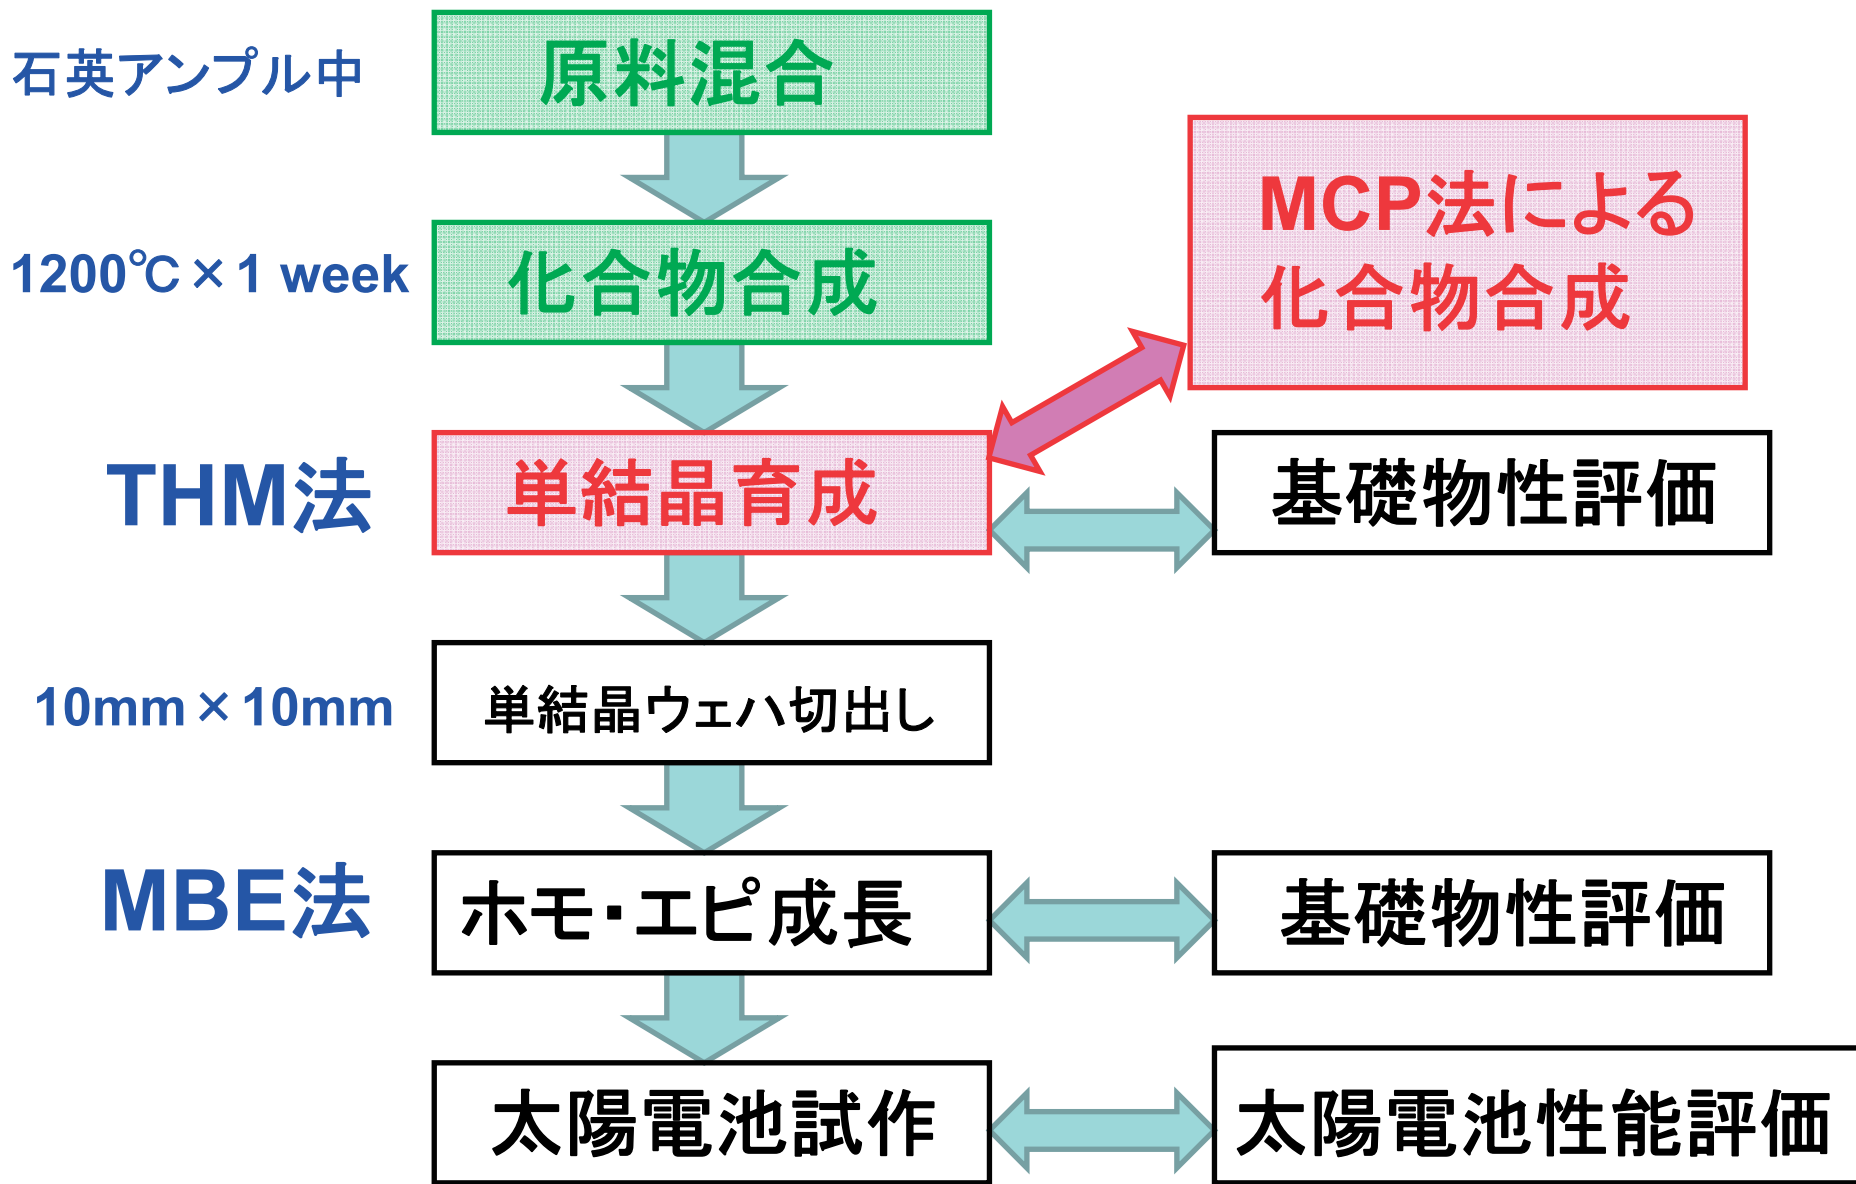 石英アンプル中
原料混合
1200℃×1 week
化合物合成
MCP法による
化合物合成
THM法
単結晶育成
基礎物性評価
10mm×10mm
単結晶ウェハ切出し
MBE法
ホモ・エピ成長
基礎物性評価
太陽電池試作
太陽電池性能評価